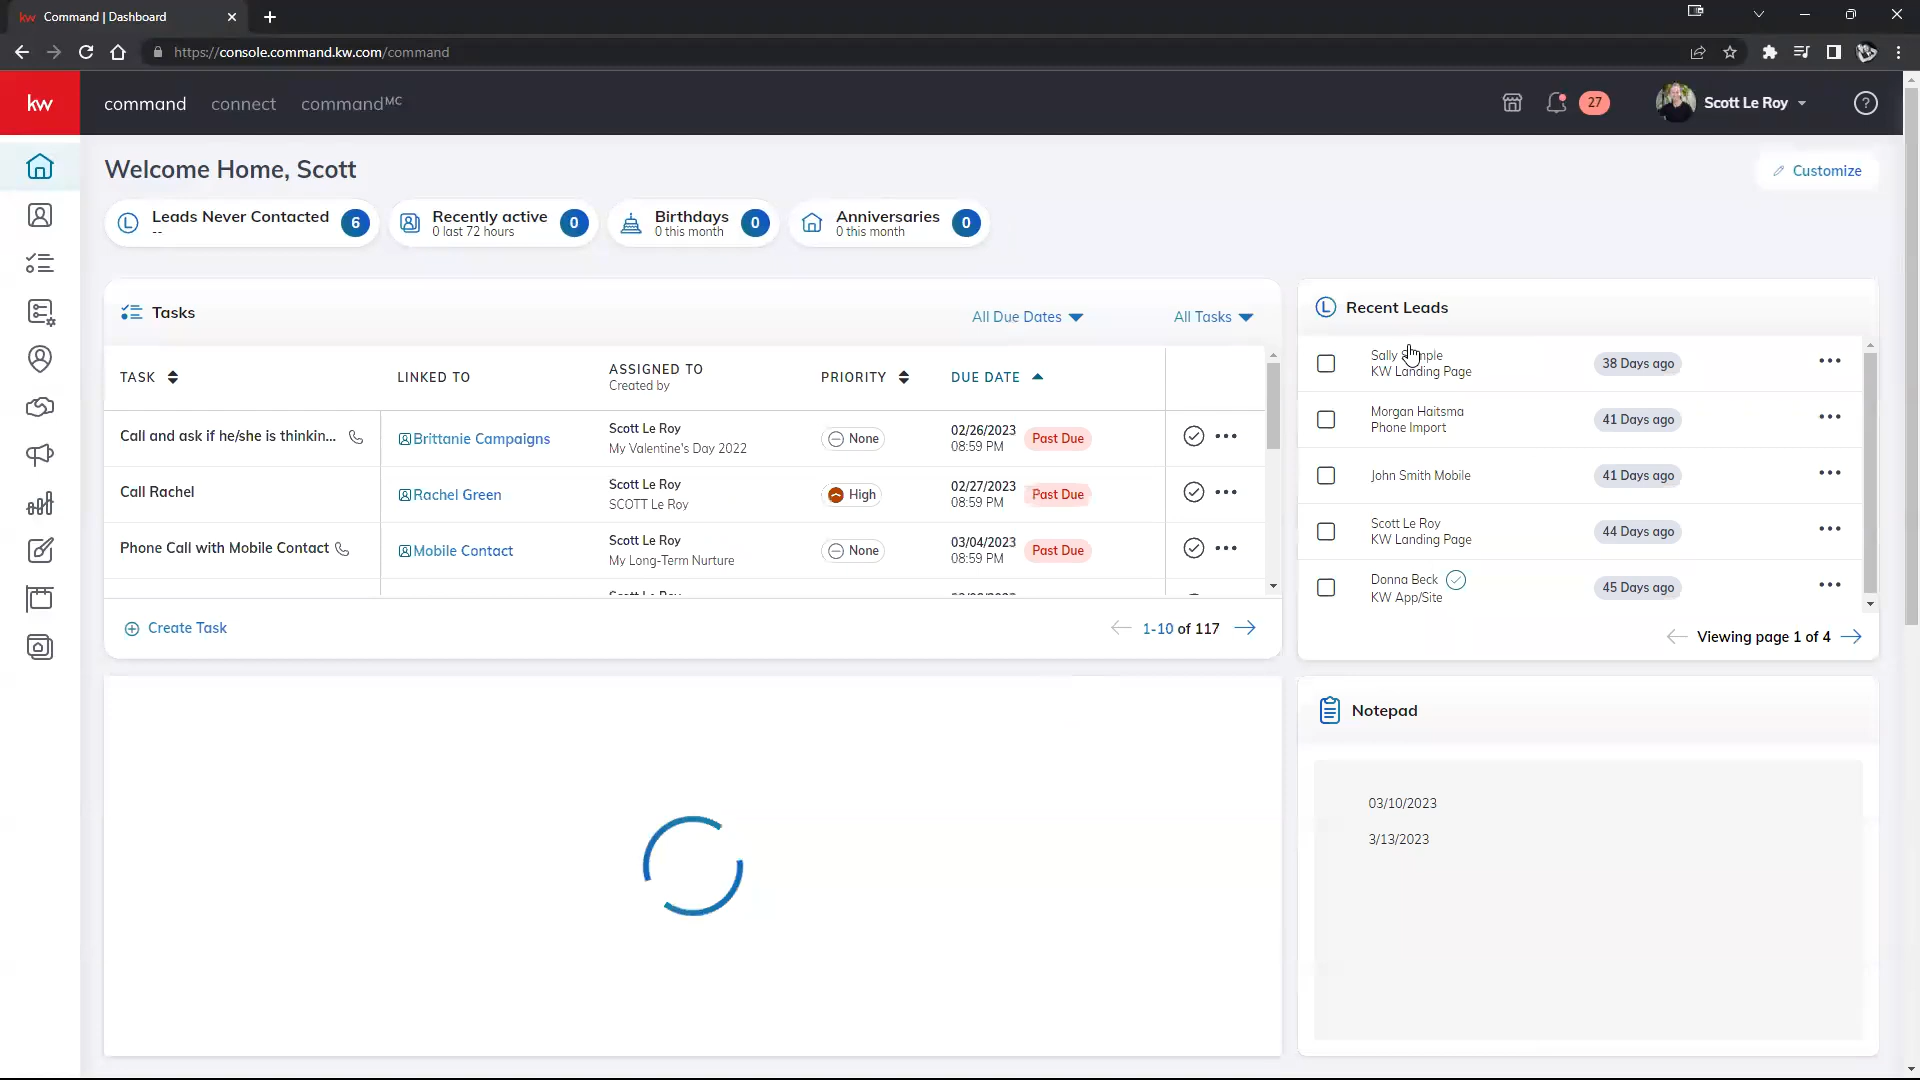 kw Command | Dashboard
https://console.command.kw.com/command
kw
command connect command MC
27
Scott Le Roy
?
Welcome Home, Scott
Customize
L Leads Never Contacted
--
6
Recently active
0 last 72 hours
0
Birthdays
0 this month
0
Anniversaries
0 this month
0
Tasks
All Due Dates
All Tasks
TASK
LINKED TO
ASSIGNED TO
Created by
PRIORITY
DUE DATE
Call and ask if he/she is thinkin...
Brittanie Campaigns
Scott Le Roy
My Valentine's Day 2022
None
02/26/2023
08:59 PM
Past Due
Call Rachel
Rachel Green
Scott Le Roy
SCOTT Le Roy
High
02/27/2023
08:59 PM
Past Due
Phone Call with Mobile Contact
Mobile Contact
Scott Le Roy
My Long-Term Nurture
None
03/04/2023
08:59 PM
Past Due
Create Task
1-10 of 117
L Recent Leads
Sally
KW Landing Page
38 Days ago
Morgan Haitsma
Phone Import
41 Days ago
John Smith Mobile
41 Days ago
Scott Le Roy
KW Landing Page
44 Days ago
Donna Beck
KW App/Site
45 Days ago
Viewing page 1 of 4
Notepad
03/10/2023
3/13/2023